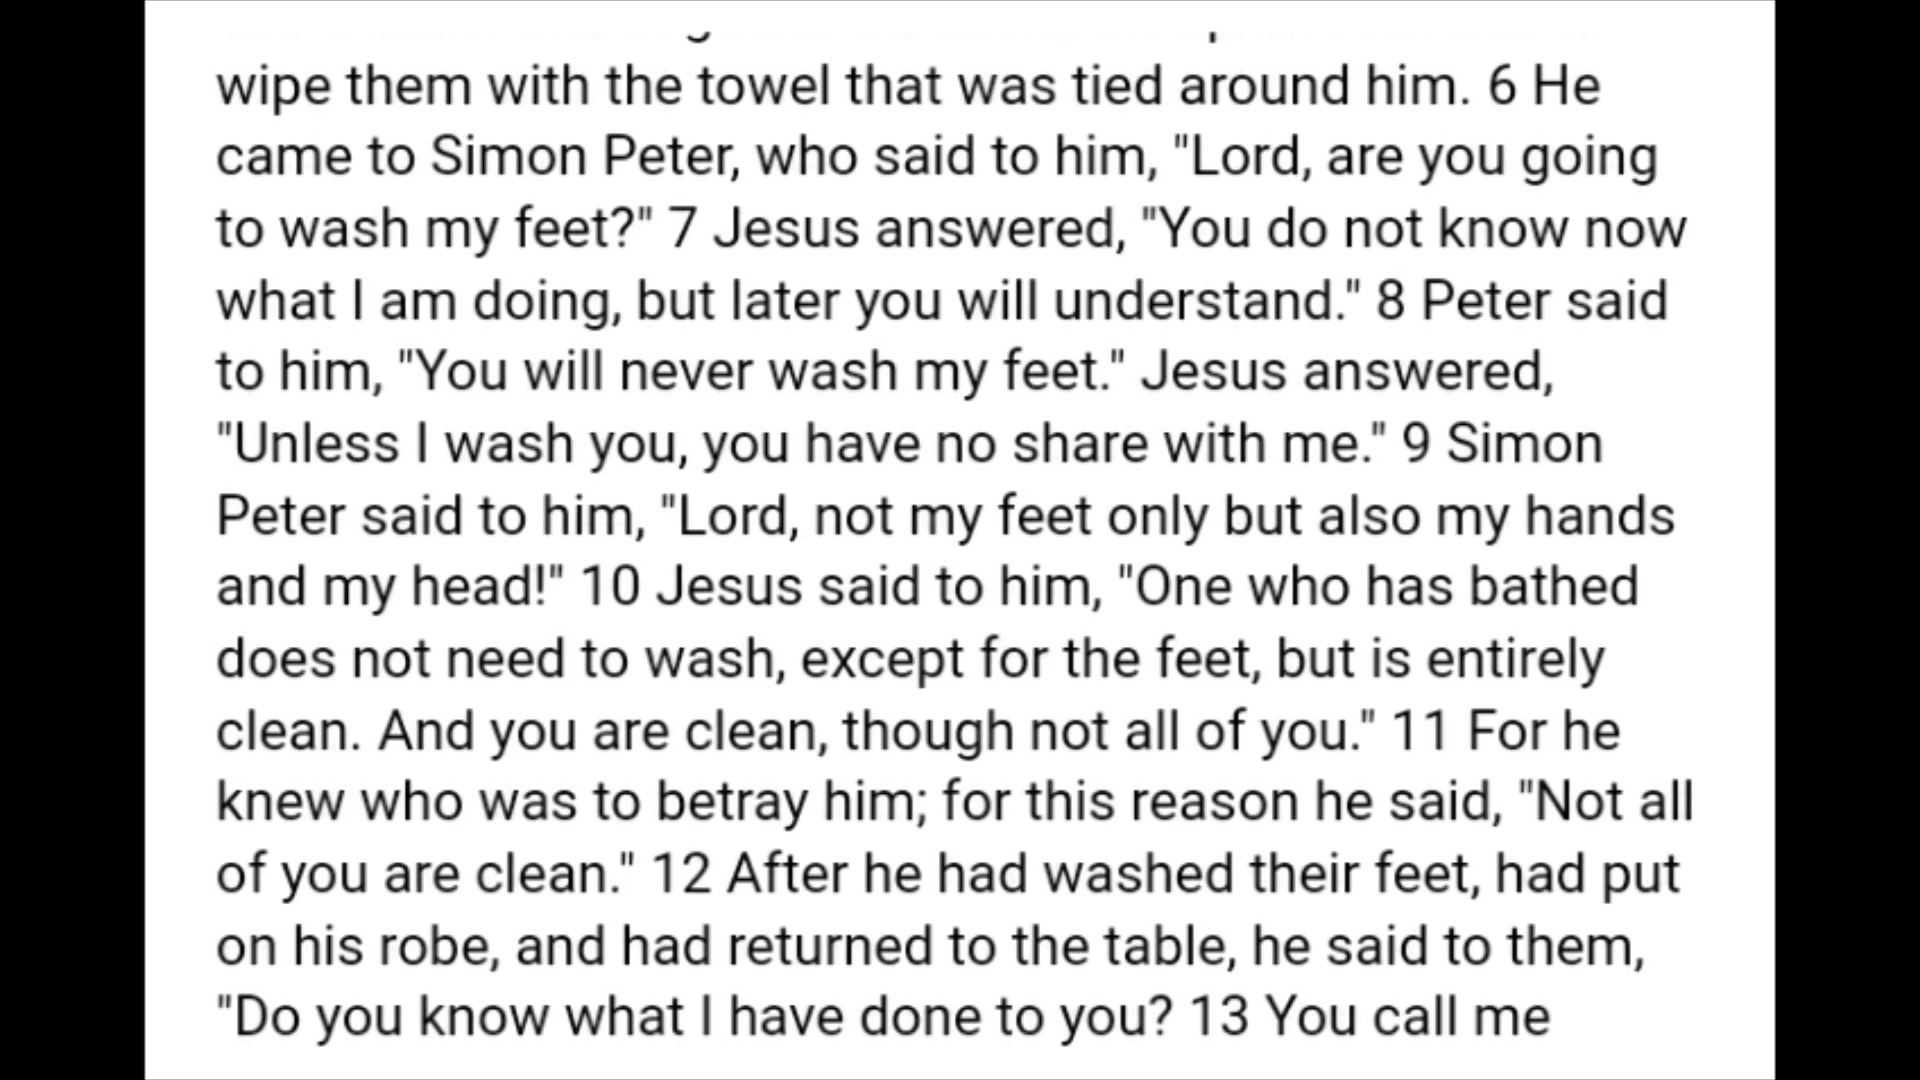 wipe them with the towel that was tied around him. 6 He
came to Simon Peter, who said to him, "Lord, are you going
to wash my feet?" 7 Jesus answered, "You do not know now
what I am doing, but later you will understand." 8 Peter said
to him, "You will never wash my feet." Jesus answered,
"Unless I wash you, you have no share with me." 9 Simon
Peter said to him, "Lord, not my feet only but also my hands
and my head!" 10 Jesus said to him, "One who has bathed
does not need to wash, except for the feet, but is entirely
clean. And you are clean, though not all of you." 11 For he
knew who was to betray him; for this reason he said, "Not all
of you are clean." 12 After he had washed their feet, had put
on his robe, and had returned to the table, he said to them,
"Do you know what I have done to you? 13 You call me